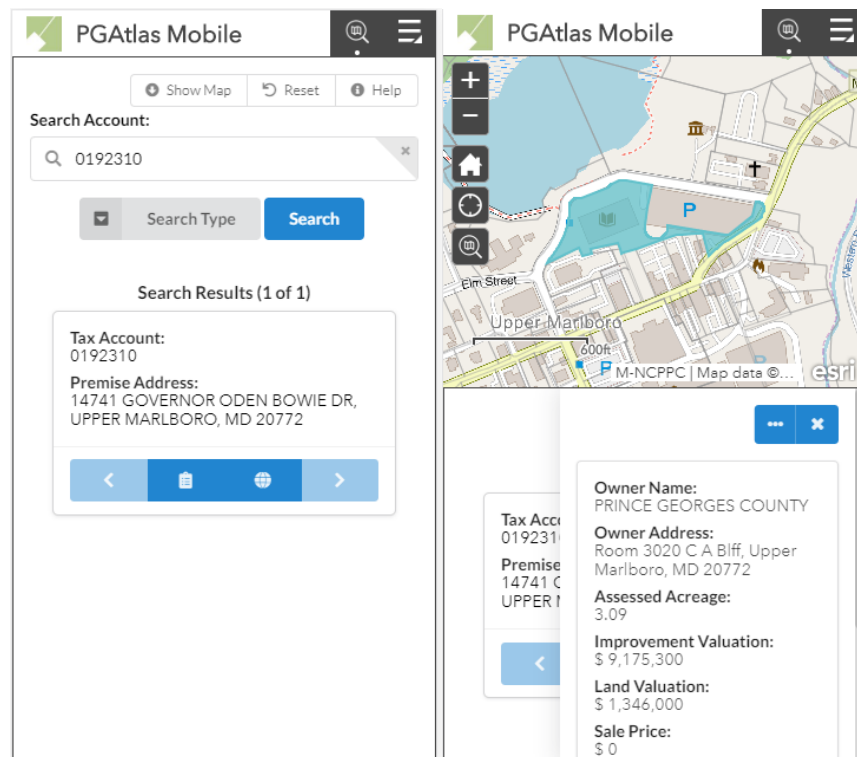 PGAtlas Mobile
Show Map
Reset
Help
Search Account:
0192310
Search Type
Search
Search Results (1 of 1)
Tax Account:
0192310
Premise Address:
14741 GOVERNOR ODEN BOWIE DR,
UPPER MARLBORO, MD 20772
PGAtlas Mobile
P
Elm Street
Upper Marlboro
600ft
P
P
Western
M-NCPPC | Map data ©...
esri
Tax Acco
019231
Premise
14741 G
UPPER M
Owner Name:
PRINCE GEORGES COUNTY
Owner Address:
Room 3020 C A Blff, Upper
Marlboro, MD 20772
Assessed Acreage:
3.09
Improvement Valuation:
$ 9,175,300
Land Valuation:
$ 1,346,000
Sale Price:
$ 0